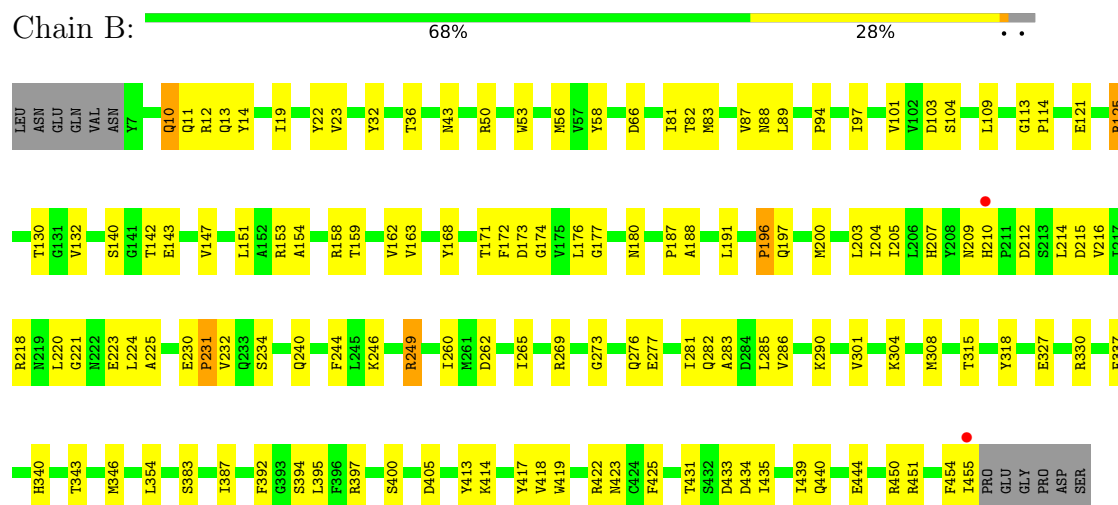 Chain B:
68% 28% • •
LEU ASN GLU GLN VAL ASN Y7 Q10 Q11 R12 Q13 Y14 I19 Y22 V23 Y32 T36 N43 R50 W53 M56 V57 Y58 D66 I81 T82 M83 V87 N88 L89 P94 I97 V101 V102 D103 S104 L109 G113 P114 E121
T130 G131 V132 S140 G141 T142 E143 V147 L151 A152 R153 A154 R158 T159 V162 V163 Y168 T171 F172 D173 G174 V175 L176 G177 N180 P187 A188 L191 P196 Q197 M200 L203 I204 I205 L206 H207 Y208 N209 H210 P211 D212 S213 L214 D215 V216
R218 N219 L220 G221 N222 E223 L224 A225 E230 P231 V232 Q233 S234 Q240 F244 L245 K246 R249 I260 M261 D262 I265 R269 G273 Q276 E277 I281 Q282 A283 D284 L285 V286 K290 V301 K304 M308 T315 Y318 E327 R330
H340 T343 M346 L354 S383 I387 F392 G393 S394 L395 F396 R397 S400 D405 Y413 K414 Y417 V418 W419 R422 N423 C424 F425 T431 S432 D433 D434 I435 I439 Q440 E444 R450 R451 F454 I455 PRO GLU GLY PRO ASP SER